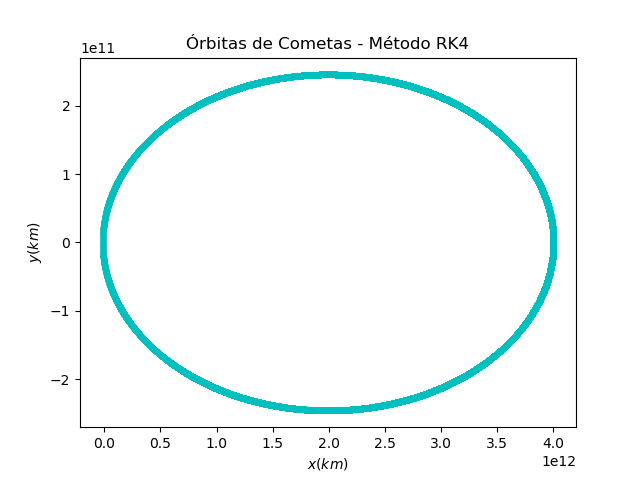 Órbitas de Cometas - Método RK4
1e11
2
1
0
−1
−2
y(km)
0.0 0.5 1.0 1.5 2.0 2.5 3.0 3.5 4.0
1e12
x(km)